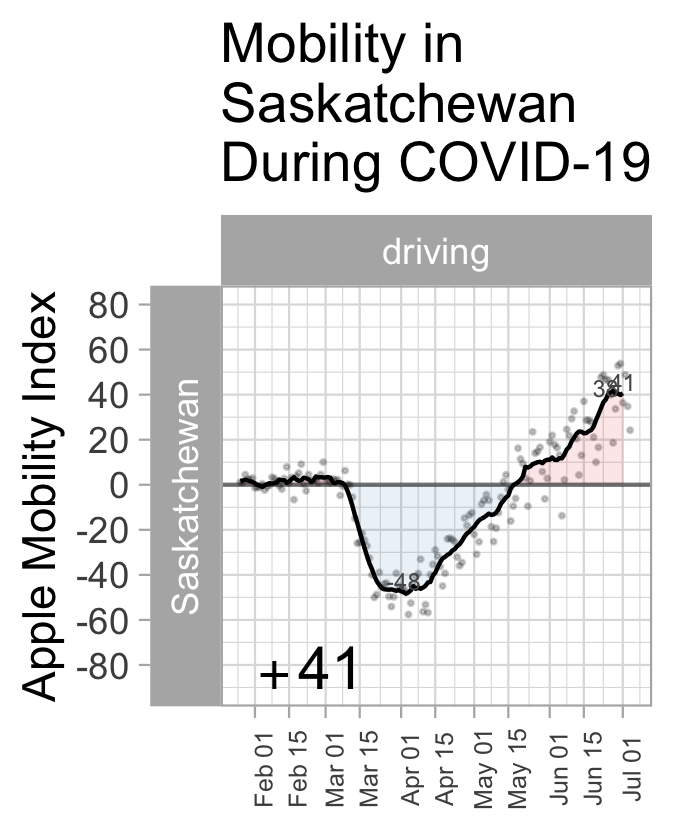 Mobility in
Saskatchewan
During COVID-19
driving
Apple Mobility Index
Saskatchewan
80
60
40
20
0
-20
-40
-60
-80
41
-48
+41
Feb 01
Feb 15
Mar 01
Mar 15
Apr 01
Apr 15
May 01
May 15
Jun 01
Jun 15
Jul 01